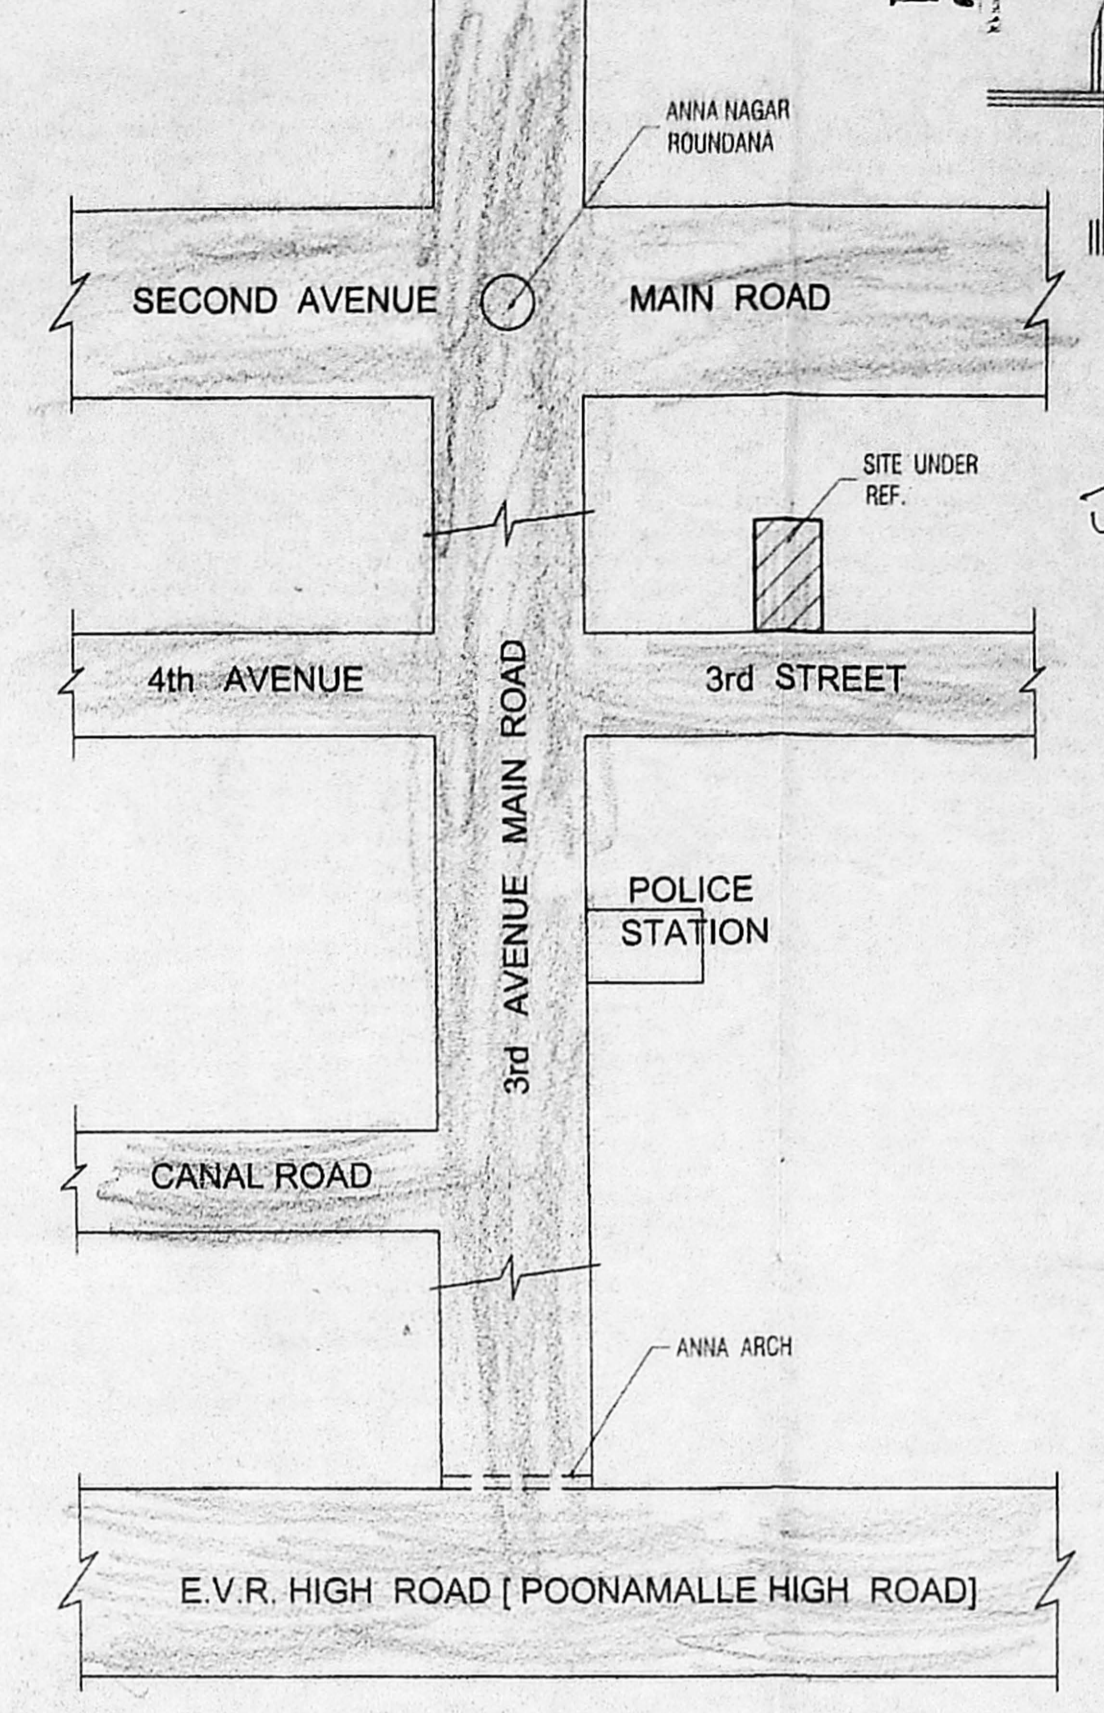 ANNA NAGAR
ROUNDANA
SECOND AVENUE
MAIN ROAD
SITE UNDER
REF.
4th AVENUE
3rd STREET
3rd AVENUE MAIN ROAD
POLICE
STATION
CANAL ROAD
ANNA ARCH
E.V.R. HIGH ROAD [ POONAMALLE HIGH ROAD]